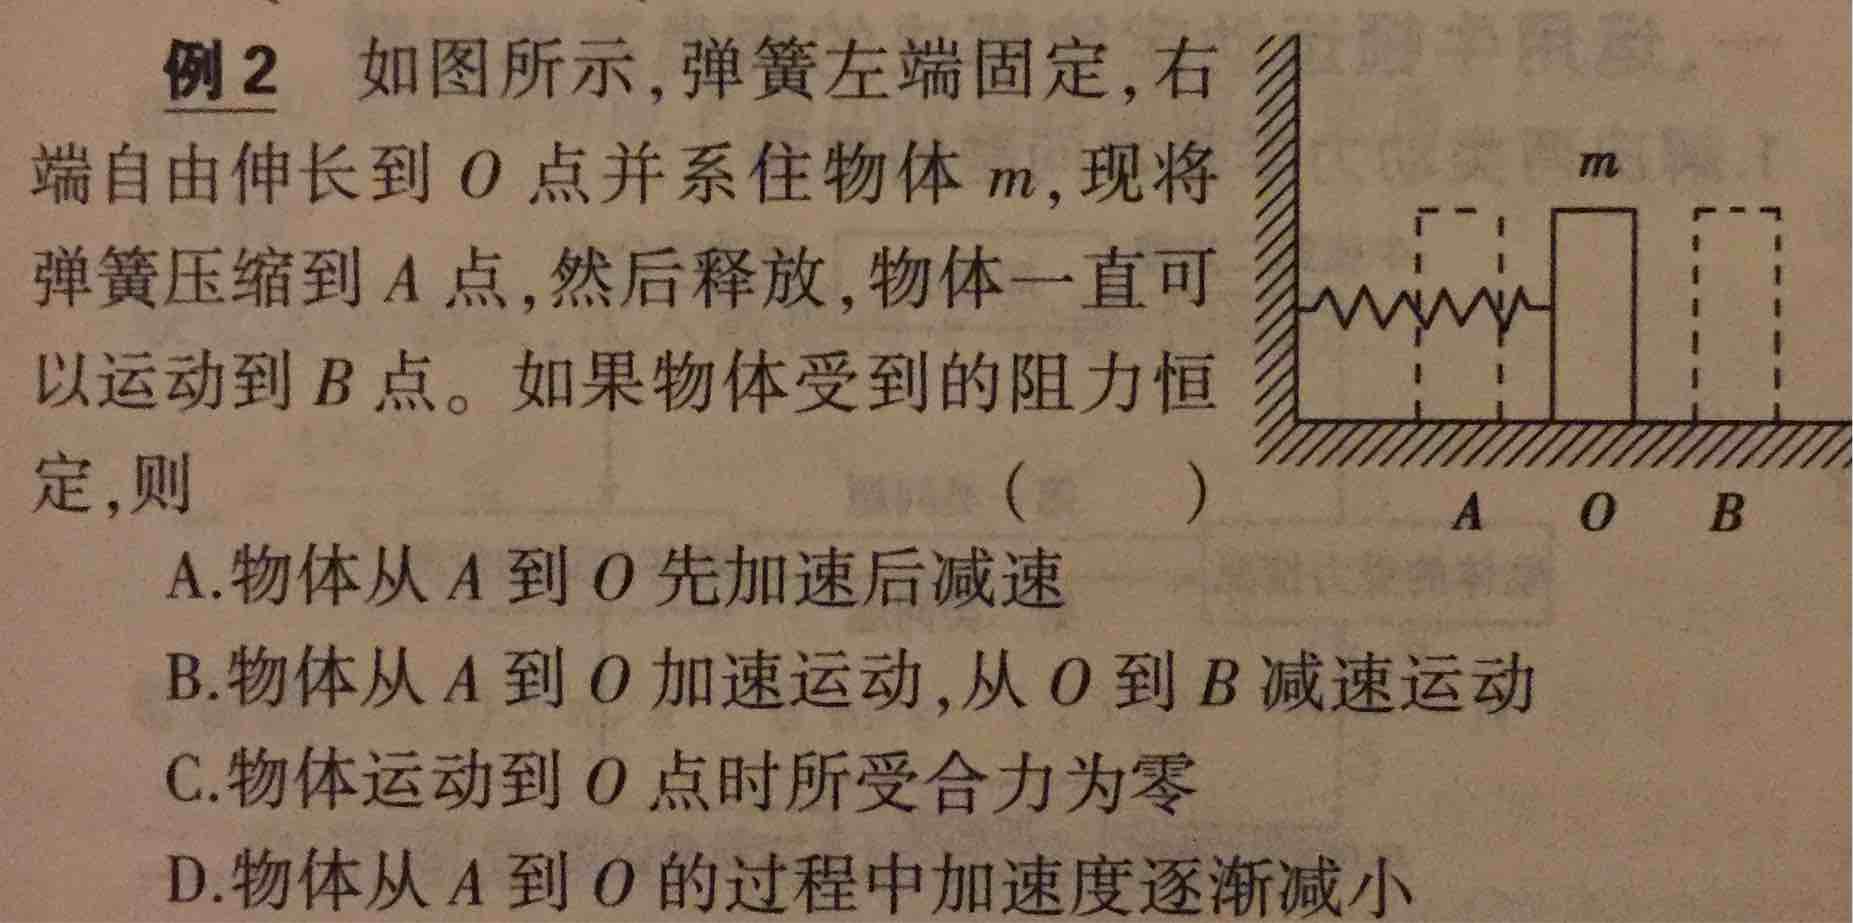 例2 如图所示,弹簧左端固定,右
端自由伸长到 O 点并系住物体 m,现将
弹簧压缩到 A 点,然后释放,物体一直可
以运动到 B 点。如果物体受到的阻力恒
定,则 ( )
A.物体从 A 到 O 先加速后减速
B.物体从 A 到 O 加速运动,从 O 到 B 减速运动
C.物体运动到 O 点时所受合力为零
D.物体从 A 到 O 的过程中加速度逐渐减小
m
A O B